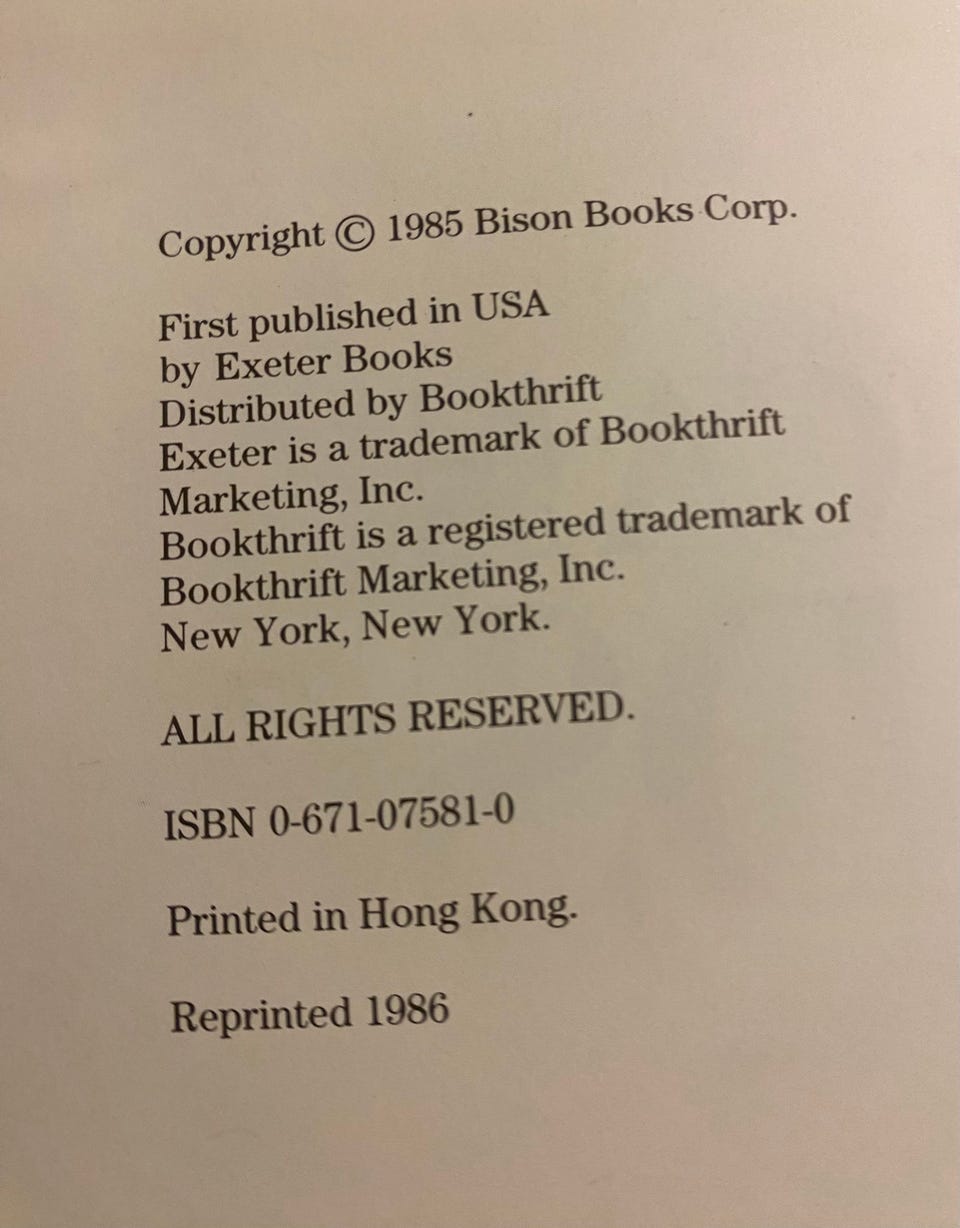 Copyright © 1985 Bison Books Corp.
First published in USA
by Exeter Books
Distributed by Bookthrift
Exeter is a trademark of Bookthrift
Marketing, Inc.
Bookthrift is a registered trademark of
Bookthrift Marketing, Inc.
New York, New York.
ALL RIGHTS RESERVED.
ISBN 0-671-07581-0
Printed in Hong Kong.
Reprinted 1986